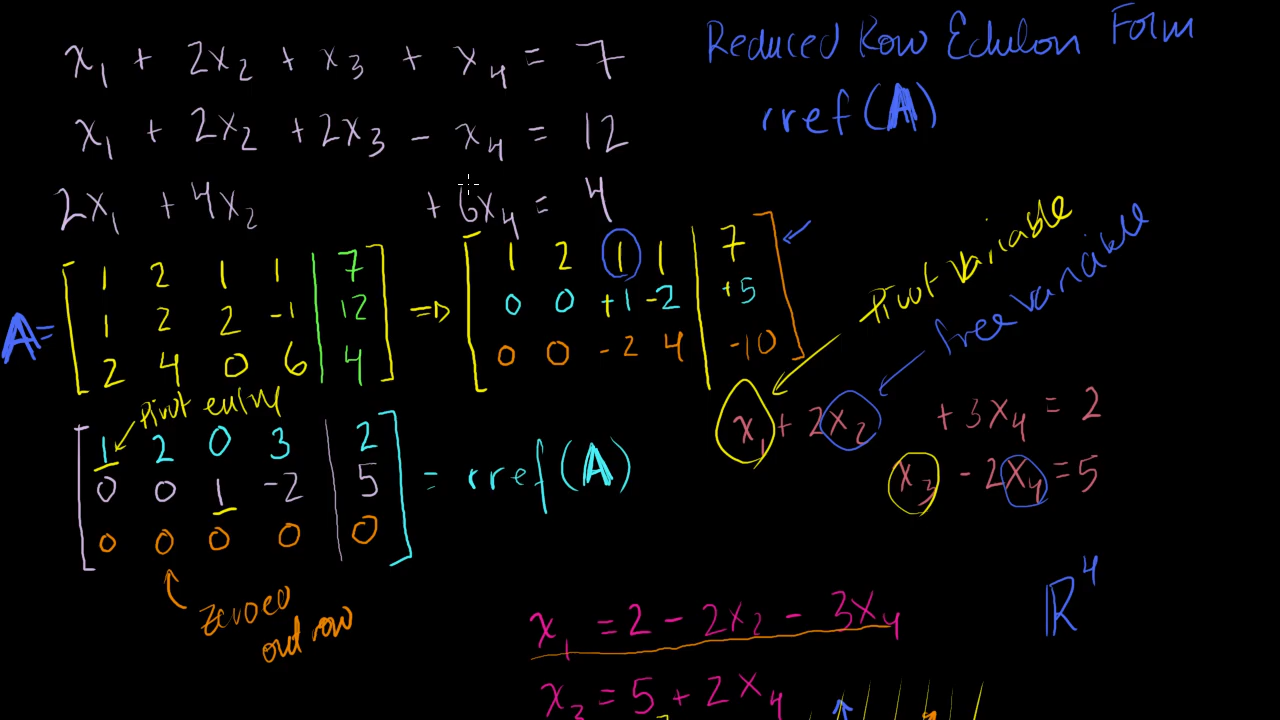 x₁ + 2x₂ + x₃ + x₄ = 7
x₁ + 2x₂ + 2x₃ - x₄ = 12
2x₁ + 4x₂ + 6x₄ = 4
Reduced Row Echelon Form
rref(A)
A =
1 2 1 1 | 7
1 2 2 -1 | 12
2 4 0 6 | 4
⇒
1 2 1 1 | 7
0 0 +1 -2 | +5
0 0 -2 4 | -10
Pivot variable
free variable
Pivot entry
1 2 0 3 | 2
0 0 1 -2 | 5
0 0 0 0 | 0
= rref(A)
zeroed
out row
x₁ + 2x₂ + 3x₄ = 2
x₃ - 2x₄ = 5
x₁ = 2 - 2x₂ - 3x₄
x₃ = 5 + 2x₄
R⁴